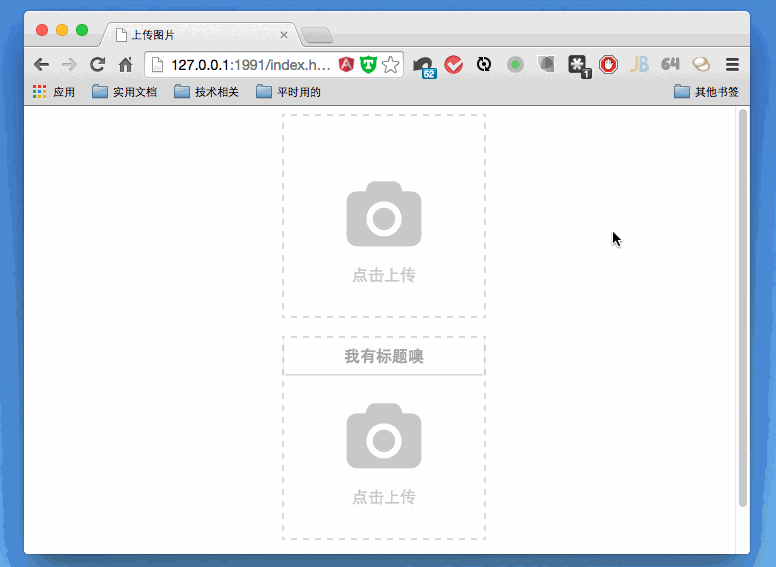 上传图片
127.0.0.1:1991/index.h...
52
1
JB
64
应用
实用文档
技术相关
平时用的
其他书签
点击上传
我有标题噢
点击上传